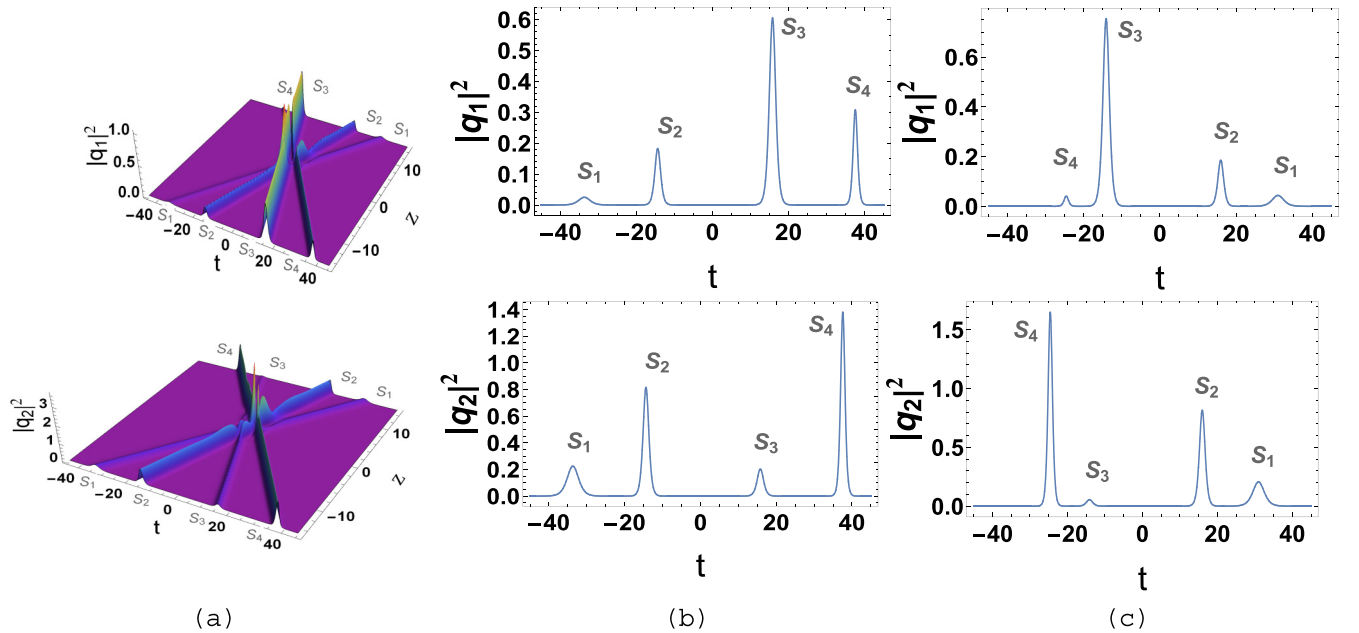 |q₁|²
1.0
0.5
0.0
S₄
S₃
S₂
S₁
10
0
−10
z
−40
S₁
−20
S₂
0
S₃
20
S₄
40
t
|q₁|²
0.6
0.5
0.4
0.3
0.2
0.1
0.0
S₁
S₂
S₃
S₄
−40 −20 0 20 40
t
|q₁|²
0.8
0.6
0.4
0.2
0.0
S₄
S₃
S₂
S₁
−40 −20 0 20 40
t
|q₂|²
3
2
1
0
S₄
S₃
S₂
S₁
10
0
−10
z
−40
S₁
−20
S₂
0
S₃
20
S₄
40
t
|q₂|²
1.4
1.2
1.0
0.8
0.6
0.4
0.2
0.0
S₁
S₂
S₃
S₄
−40 −20 0 20 40
t
|q₂|²
1.5
1.0
0.5
0.0
S₄
S₃
S₂
S₁
−40 −20 0 20 40
t
(a) (b) (c)